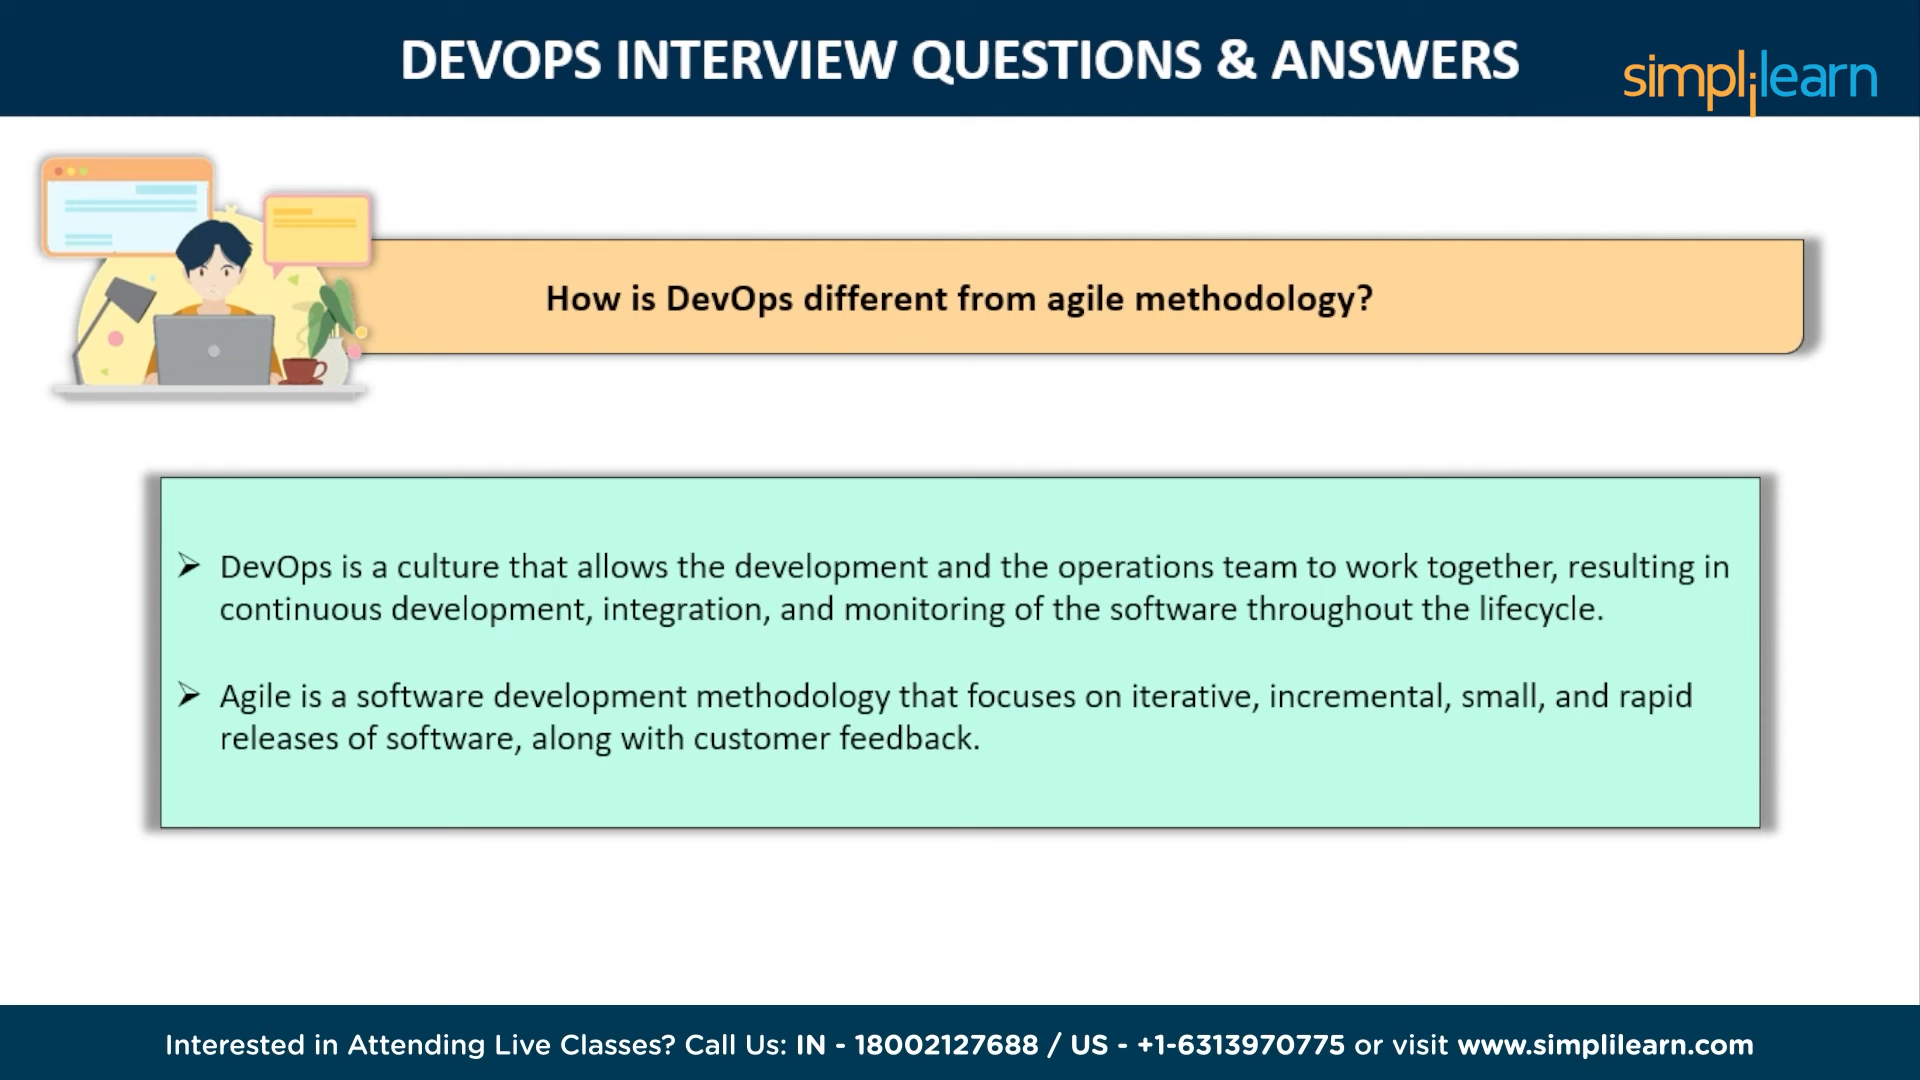 DEVOPS INTERVIEW QUESTIONS & ANSWERS
simplilearn
How is DevOps different from agile methodology?
➢ DevOps is a culture that allows the development and the operations team to work together, resulting in
continuous development, integration, and monitoring of the software throughout the lifecycle.
➢ Agile is a software development methodology that focuses on iterative, incremental, small, and rapid
releases of software, along with customer feedback.
Interested in Attending Live Classes? Call Us: IN - 18002127688 / US - +1-6313970775 or visit www.simplilearn.com